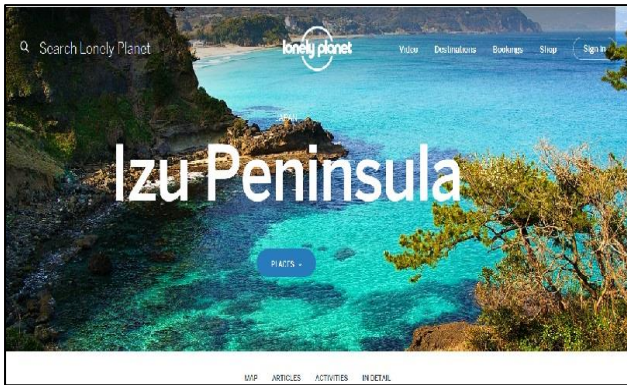 Search Lonely Planet
lonely planet
Video Destinations Bookings Shop Sign In
Izu Peninsula
PLACES
MAP ARTICLES ACTIVITIES IN DETAIL